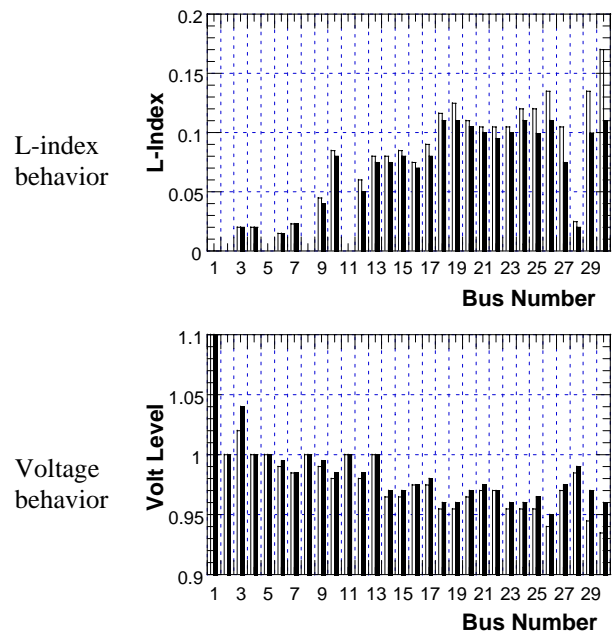 L-index
behavior
L-Index
0.2
0.15
0.1
0.05
0
1 3 5 7 9 11 13 15 17 19 21 23 25 27 29
Bus Number
Voltage
behavior
Volt Level
1.1
1.05
1
0.95
0.9
1 3 5 7 9 11 13 15 17 19 21 23 25 27 29
Bus Number